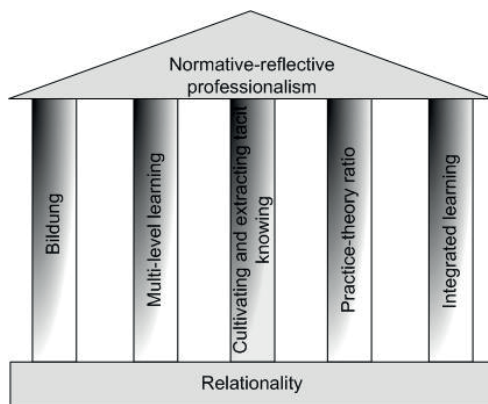 Normative-reflective
professionalism
Bildung
Multi-level learning
Cultivating and extracting tacit
knowing
Practice-theory ratio
Integrated learning
Relationality